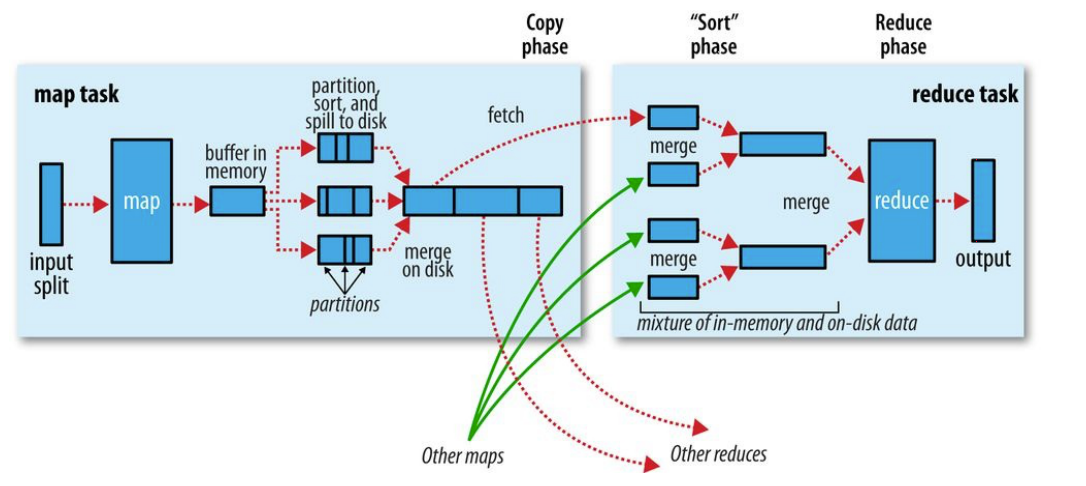 Copy
phase
“Sort”
phase
Reduce
phase
map task
partition,
sort, and
spill to disk
fetch
reduce task
buffer in
memory
merge
map
merge
reduce
input
split
merge
on disk
merge
output
partitions
mixture of in-memory and on-disk data
Other maps
Other reduces